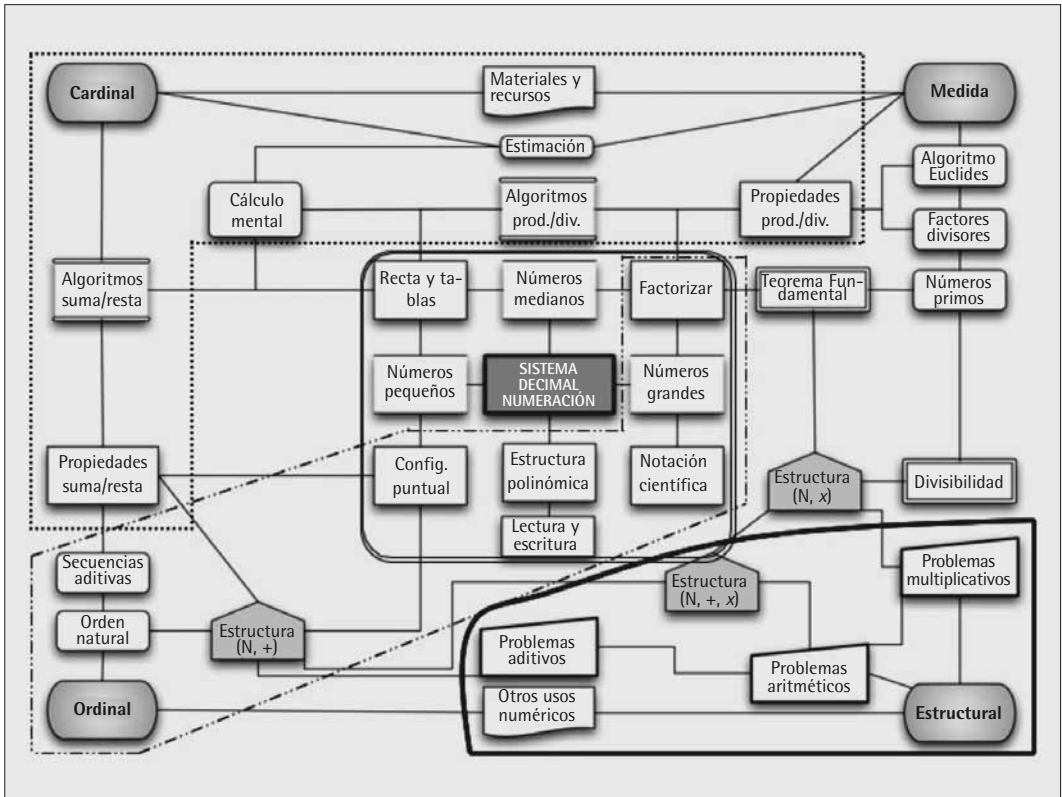 Cardinal
Materiales y
recursos
Medida
Estimación
Algoritmo
Euclides
Cálculo
mental
Algoritmos
prod./div.
Propiedades
prod./div.
Factores
divisores
Algoritmos
suma/resta
Recta y ta-
blas
Números
medianos
Factorizar
Teorema Fun-
damental
Números
primos
Números
pequeños
SISTEMA
DECIMAL
NUMERACIÓN
Números
grandes
Propiedades
suma/resta
Config.
puntual
Estructura
polinómica
Notación
científica
Estructura
(N, x)
Divisibilidad
Lectura y
escritura
Secuencias
aditivas
Estructura
(N, +, x)
Problemas
multiplicativos
Orden
natural
Estructura
(N, +)
Problemas
aditivos
Problemas
aritméticos
Ordinal
Otros usos
numéricos
Estructural